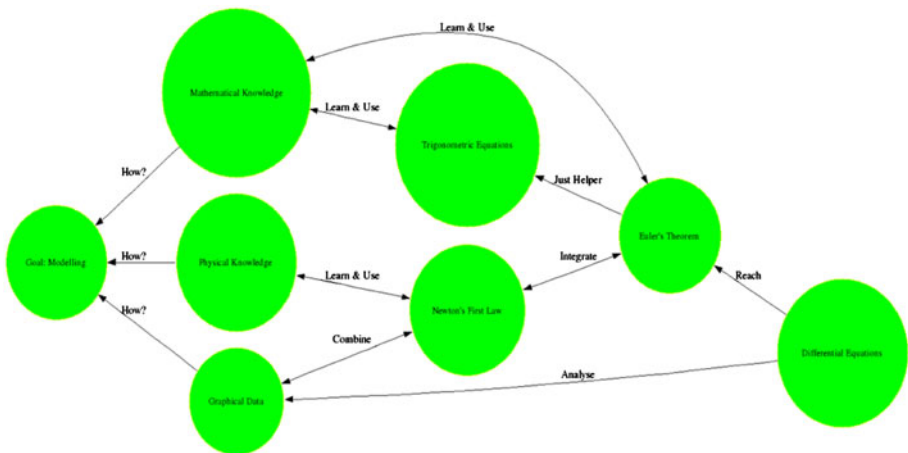 Learn & Use
Mathematical Knowledge
Learn & Use
Trigonometric Equations
How?
Just Helper
Euler's Theorem
Goal: Modelling
How?
Physical Knowledge
Integrate
Learn & Use
Reach
How?
Newton's First Law
Combine
Differential Equations
Analyse
Graphical Data